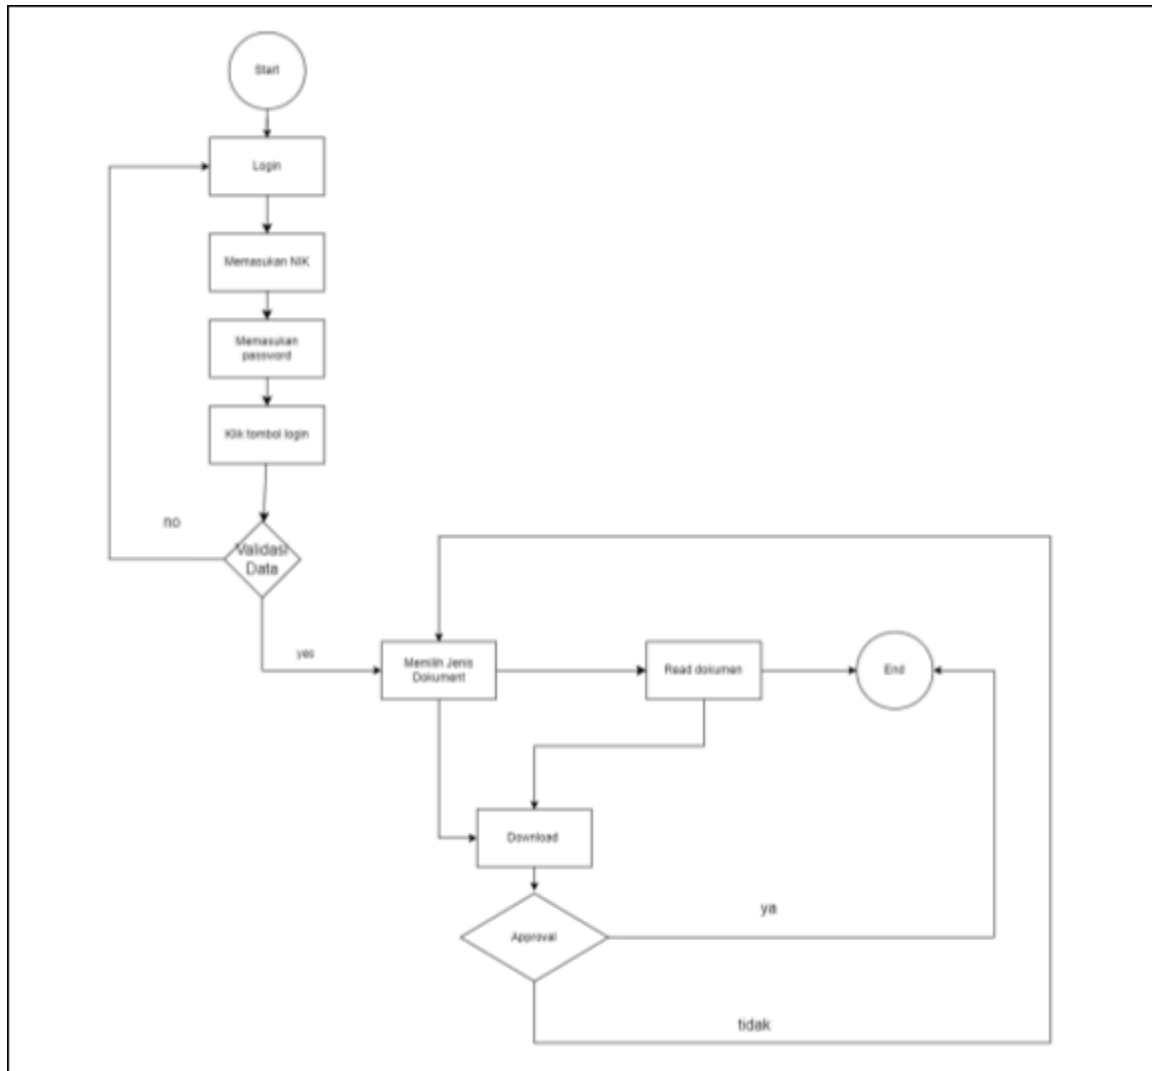 Start
Login
Memasukan NIK
Memasukan
password
Klik tombol login
no
Validasi
Data
yes
Memilih Jenis
Dokument
Read dokumen
End
Download
ya
Approval
tidak